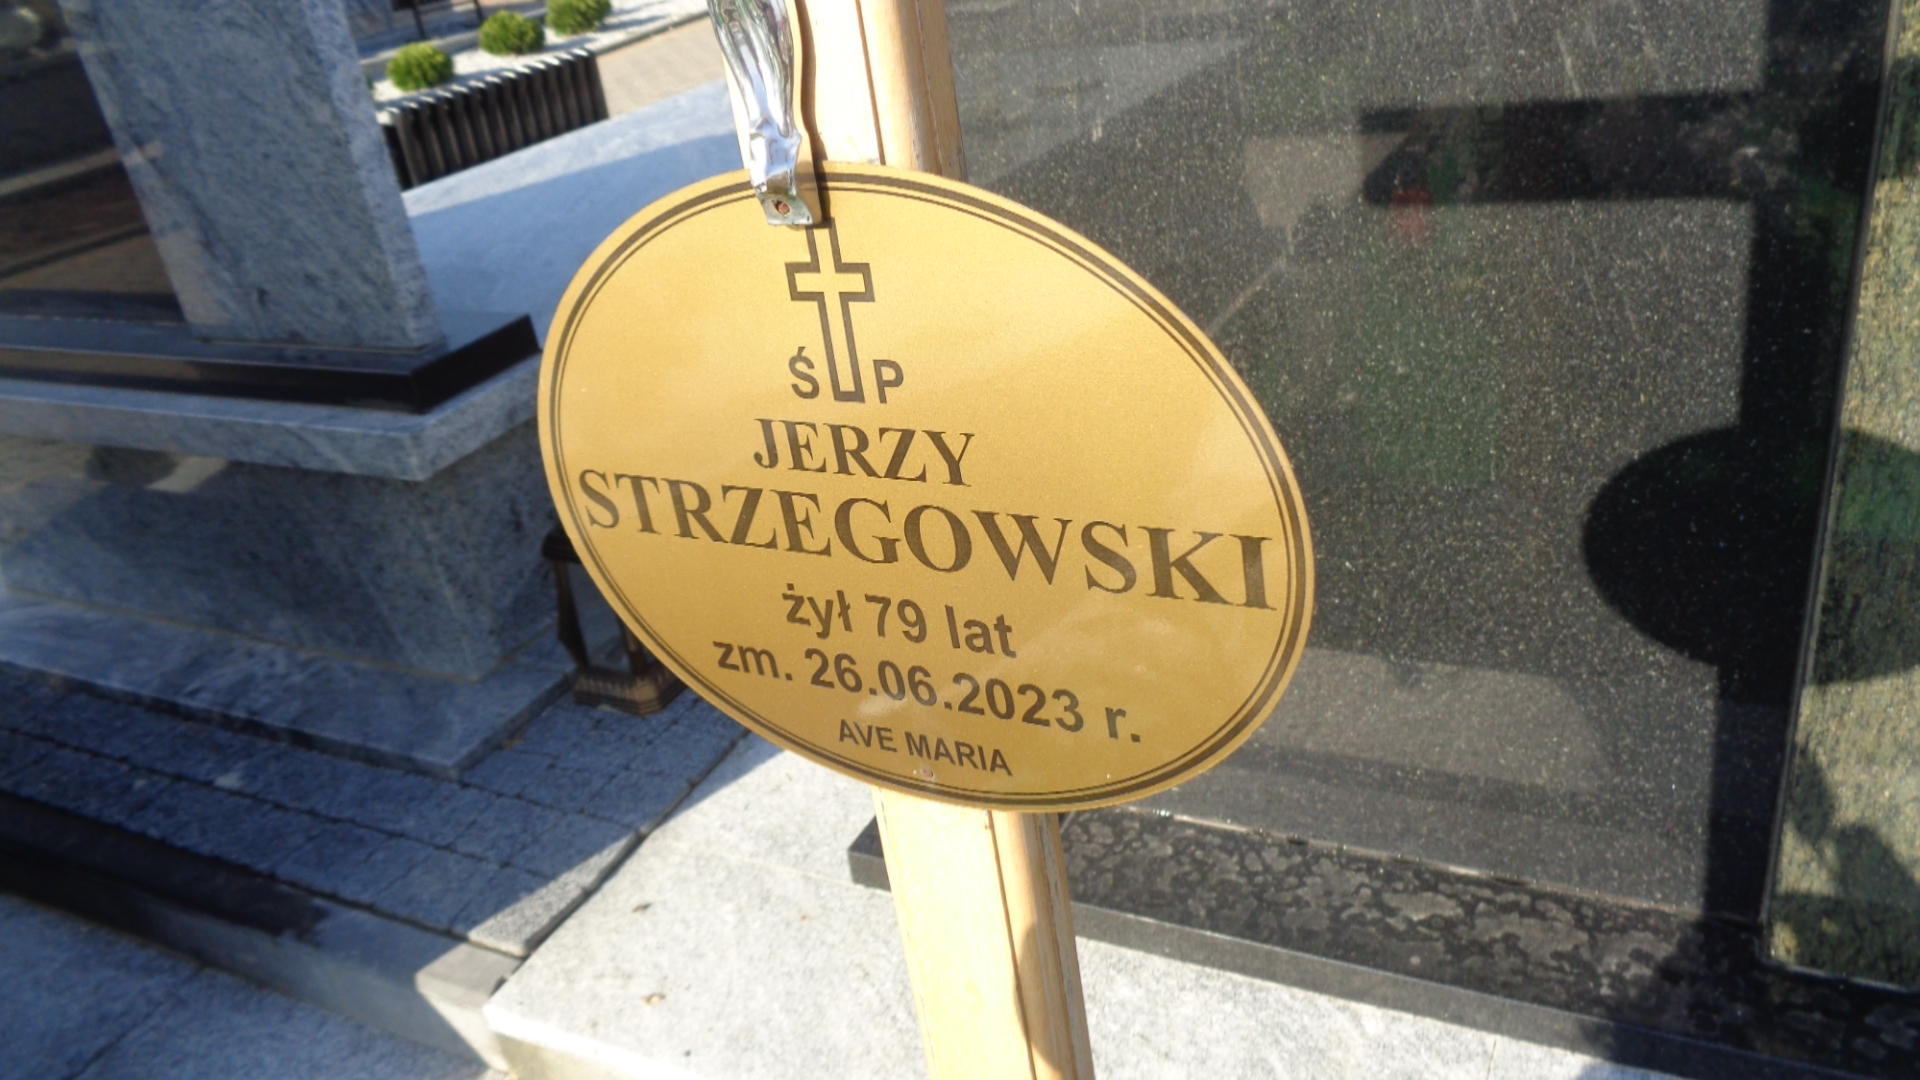 Ś P
JERZY
STRZEGOWSKI
żył 79 lat
zm. 26.06.2023 r.
AVE MARIA